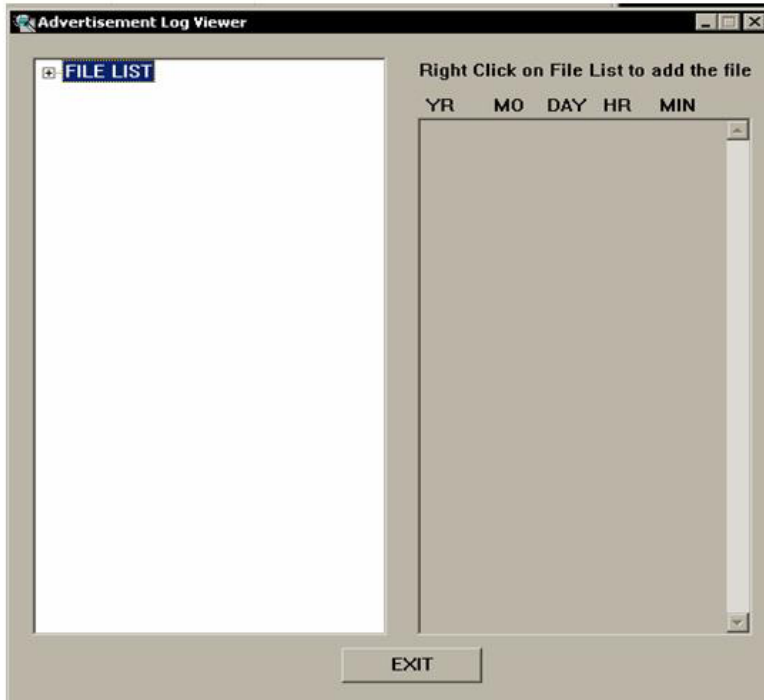 Advertisement Log Viewer
FILE LIST
Right Click on File List to add the file
YR MO DAY HR MIN
EXIT